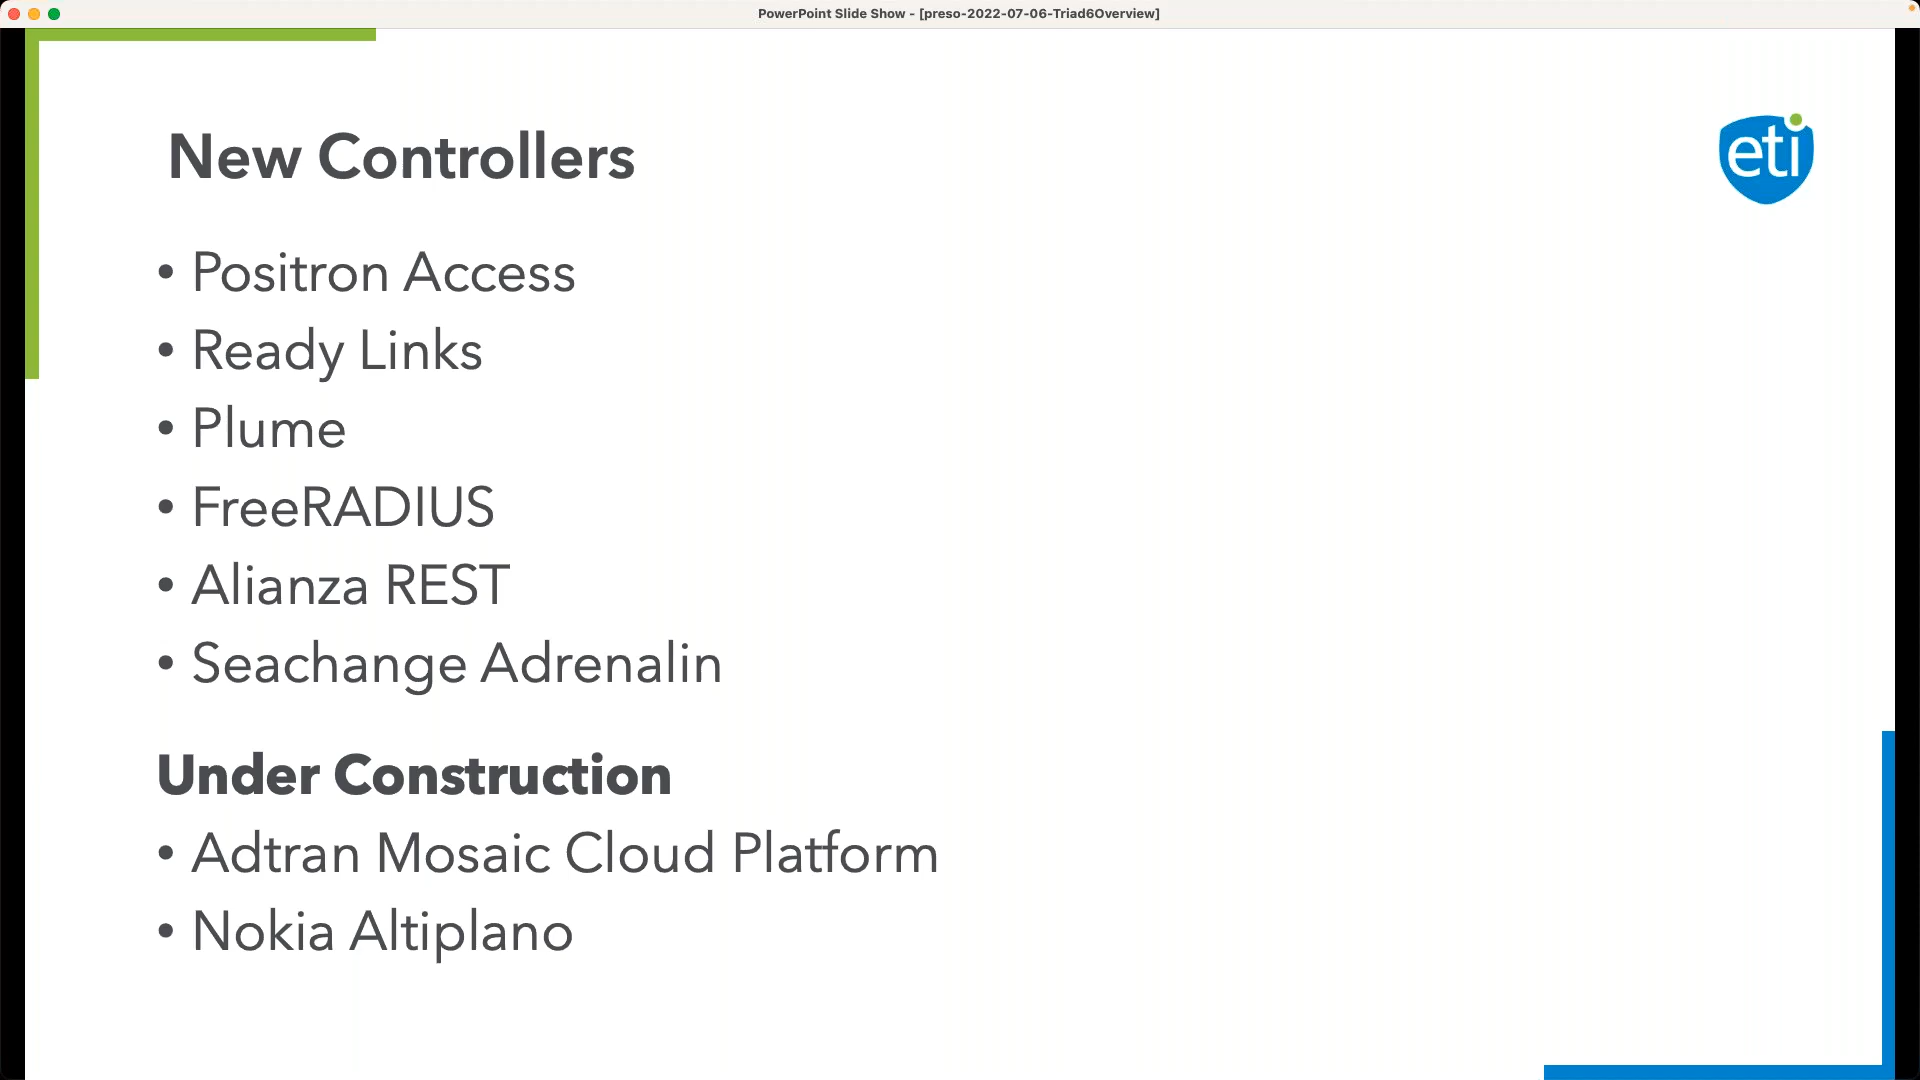 PowerPoint Slide Show - [preso-2022-07-06-Triad6Overview]
New Controllers
eti
• Positron Access
• Ready Links
• Plume
• FreeRADIUS
• Alianza REST
• Seachange Adrenalin
Under Construction
• Adtran Mosaic Cloud Platform
• Nokia Altiplano